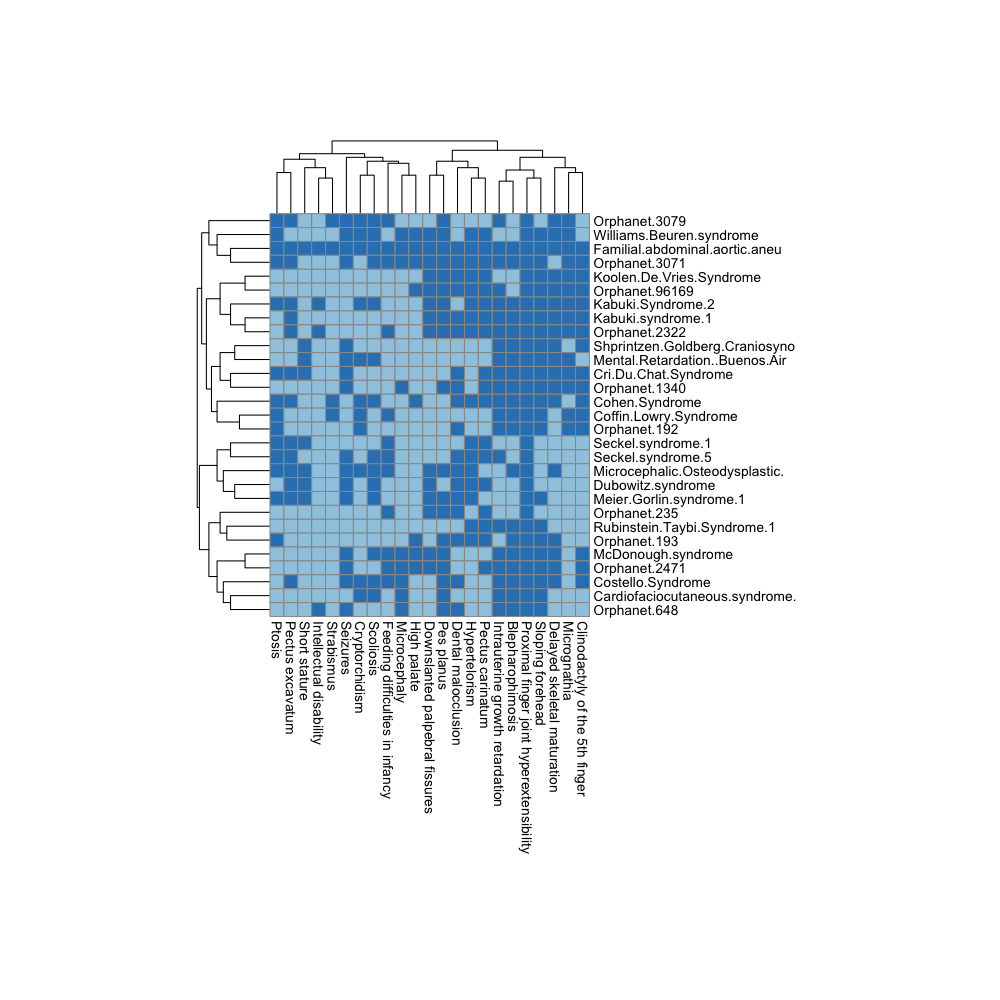 Orphanet.3079
Williams.Beuren.syndrome
Familial.abdominal.aortic.aneu
Orphanet.3071
Koolen.De.Vries.Syndrome
Orphanet.96169
Kabuki.Syndrome.2
Kabuki.syndrome.1
Orphanet.2322
Shprintzen.Goldberg.Craniosyno
Mental.Retardation..Buenos.Air
Cri.Du.Chat.Syndrome
Orphanet.1340
Cohen.Syndrome
Coffin.Lowry.Syndrome
Orphanet.192
Seckel.syndrome.1
Seckel.syndrome.5
Microcephalic.Osteodysplastic.
Dubowitz.syndrome
Meier.Gorlin.syndrome.1
Orphanet.235
Rubinstein.Taybi.Syndrome.1
Orphanet.193
McDonough.syndrome
Orphanet.2471
Costello.Syndrome
Cardiofaciocutaneous.syndrome.
Orphanet.648
Ptosis
Pectus excavatum
Short stature
Intellectual disability
Strabismus
Seizures
Cryptorchidism
Scoliosis
Feeding difficulties in infancy
Microcephaly
High palate
Downslanted palpebral fissures
Pes planus
Dental malocclusion
Hypertelorism
Pectus carinatum
Intrauterine growth retardation
Blepharophimosis
Proximal finger joint hyperextensibility
Sloping forehead
Delayed skeletal maturation
Micrognathia
Clinodactyly of the 5th finger